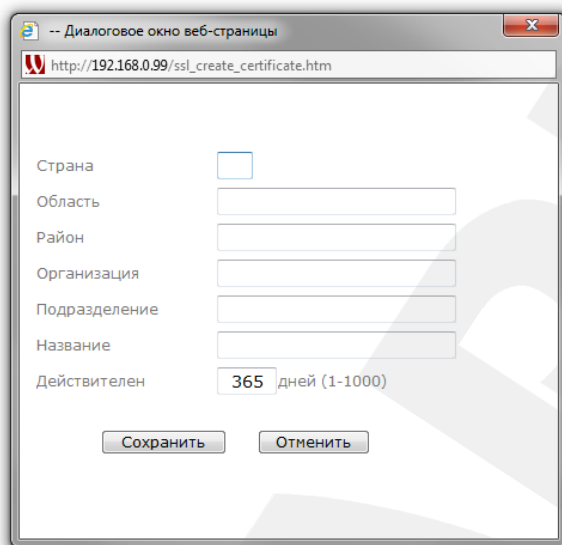 -- Диалоговое окно веб-страницы
http://192.168.0.99/ssl_create_certificate.htm
Страна
Область
Район
Организация
Подразделение
Название
Действителен 365 дней (1-1000)
Сохранить Отменить